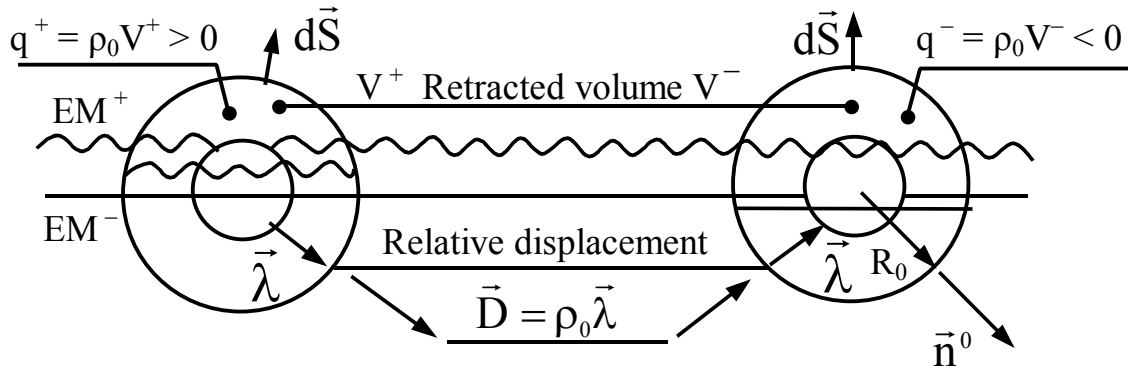 q⁺ = ρ₀V⁺ > 0
dS⃗
dS⃗
q⁻ = ρ₀V⁻ < 0
EM⁺
V⁺ Retracted volume V⁻
EM⁻
λ⃗
Relative displacement
λ⃗
R₀
D⃗ = ρ₀λ⃗
n⃗⁰